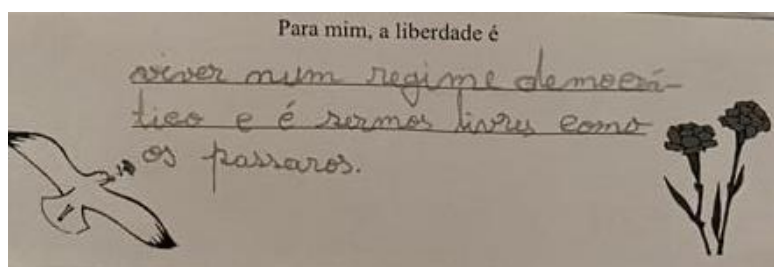 Para mim, a liberdade é
viver num regime democrá-
tico e é sermos livres como
os passaros.